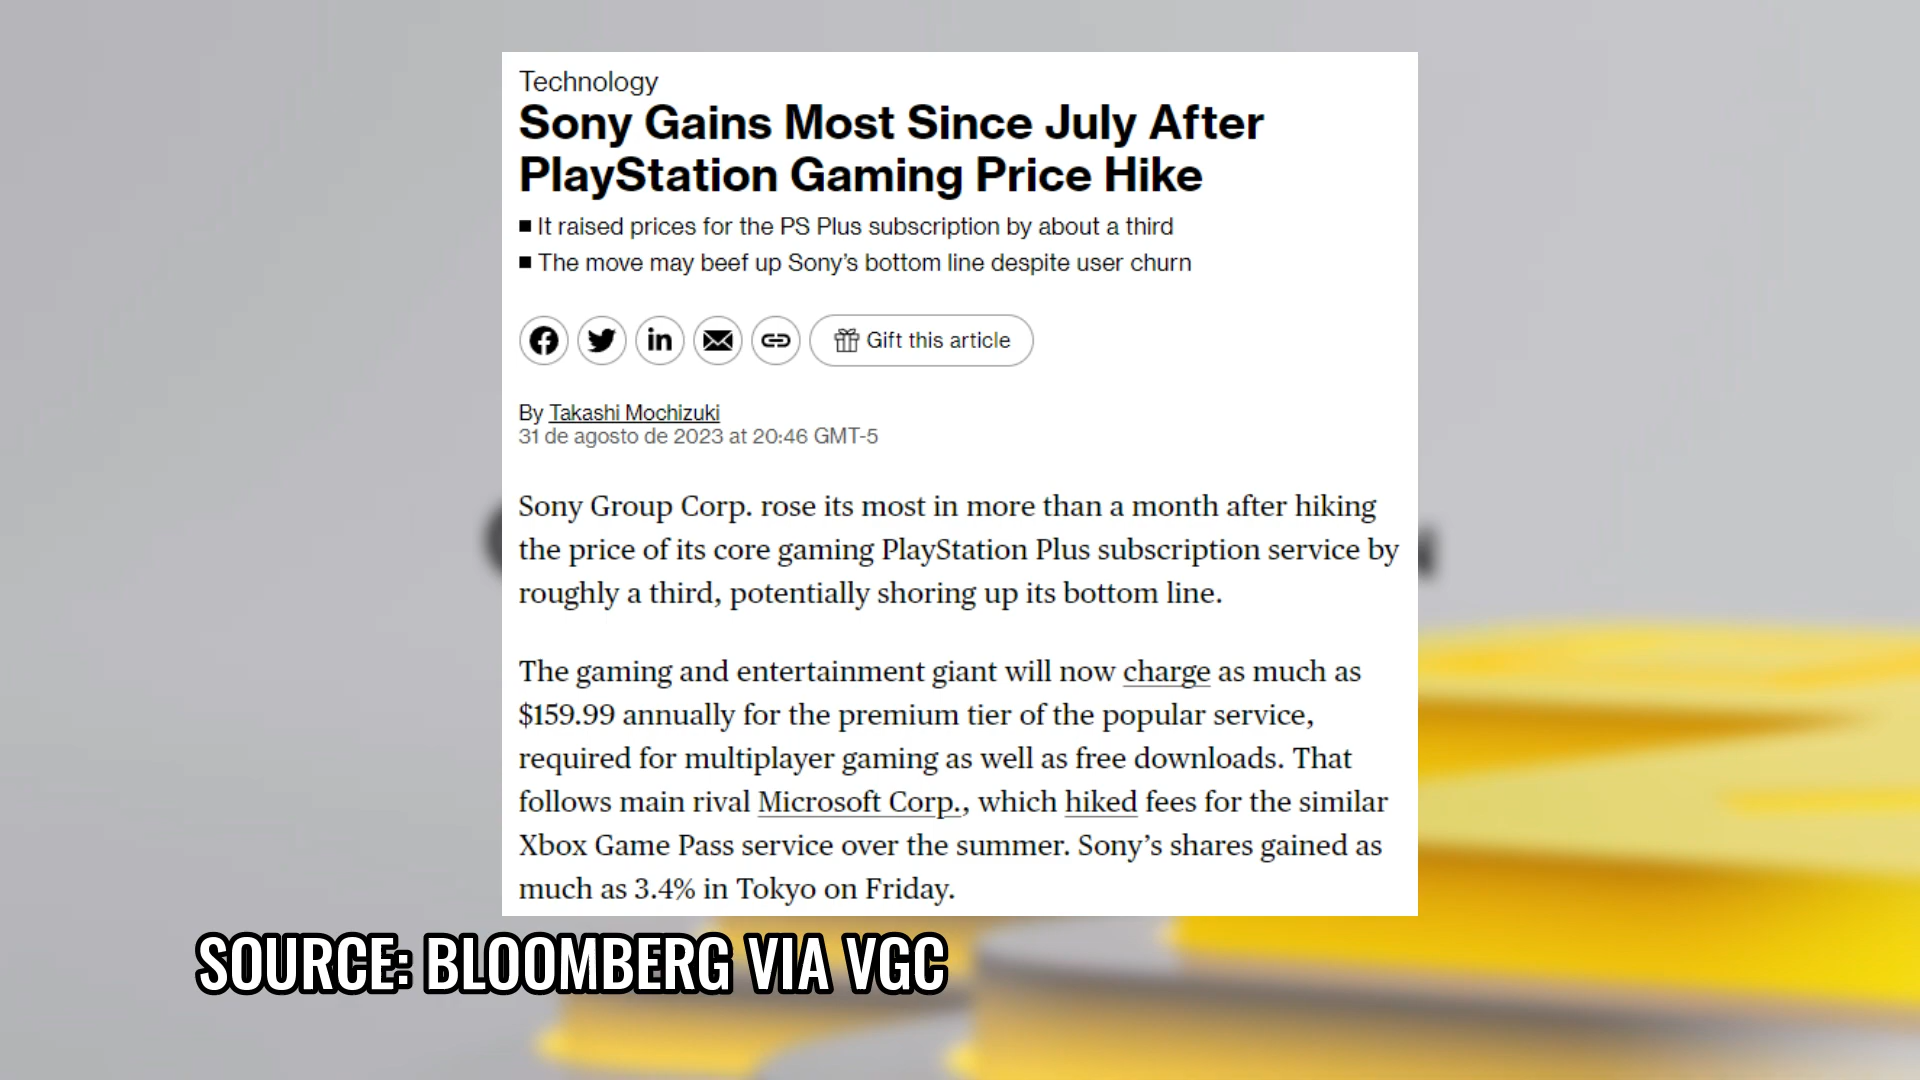 Technology
Sony Gains Most Since July After
PlayStation Gaming Price Hike
It raised prices for the PS Plus subscription by about a third
The move may beef up Sony’s bottom line despite user churn
Gift this article
By Takashi Mochizuki
31 de agosto de 2023 at 20:46 GMT-5
Sony Group Corp. rose its most in more than a month after hiking
the price of its core gaming PlayStation Plus subscription service by
roughly a third, potentially shoring up its bottom line.
The gaming and entertainment giant will now charge as much as
$159.99 annually for the premium tier of the popular service,
required for multiplayer gaming as well as free downloads. That
follows main rival Microsoft Corp., which hiked fees for the similar
Xbox Game Pass service over the summer. Sony’s shares gained as
much as 3.4% in Tokyo on Friday.
SOURCE: BLOOMBERG VIA VGC